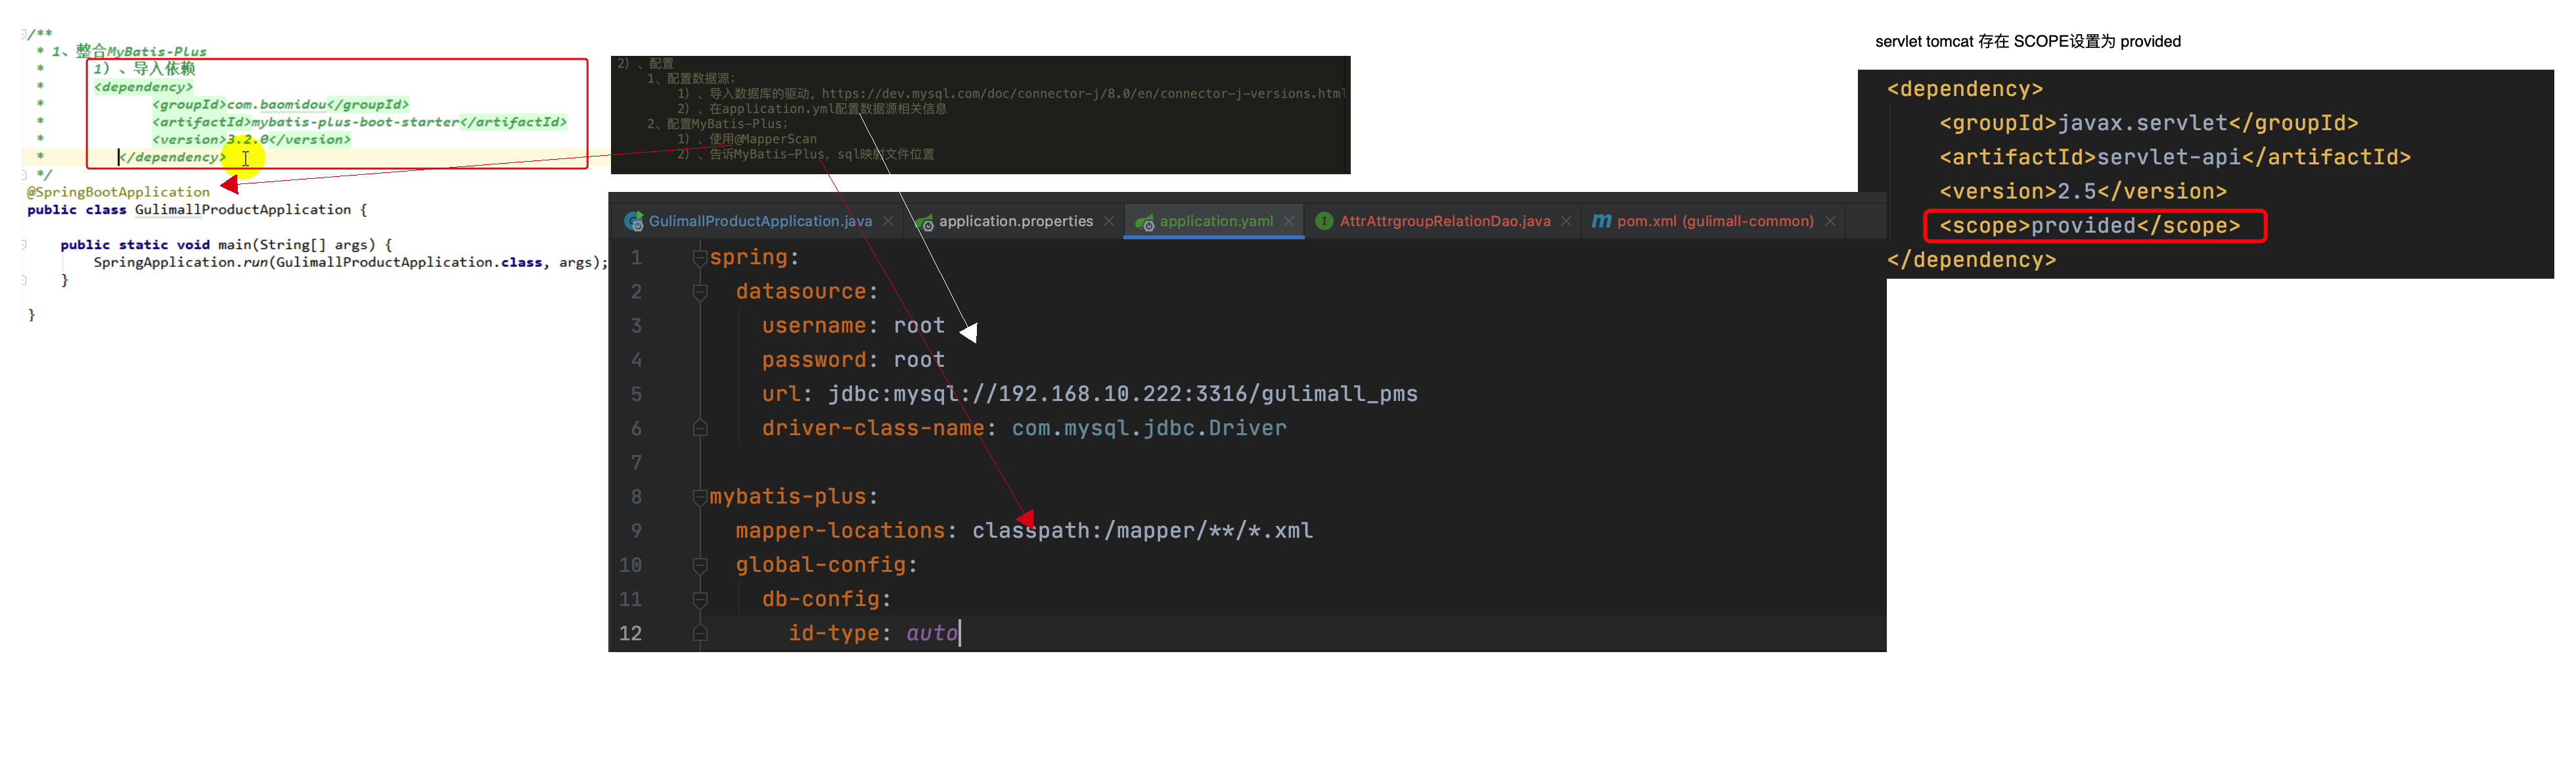 /**
 * 1、整合MyBatis-Plus
 *      1）、导入依赖
 *      <dependency>
 *             <groupId>com.baomidou</groupId>
 *             <artifactId>mybatis-plus-boot-starter</artifactId>
 *             <version>3.2.0</version>
 *         </dependency>
 */
@SpringBootApplication
public class GulimallProductApplication {
    public static void main(String[] args) {
        SpringApplication.run(GulimallProductApplication.class, args);
    }
}
2）、配置
    1、配置数据源；
        1）、导入数据库的驱动。https://dev.mysql.com/doc/connector-j/8.0/en/connector-j-versions.html
        2）、在application.yml配置数据源相关信息
    2、配置MyBatis-Plus；
        1）、使用@MapperScan
        2）、告诉MyBatis-Plus，sql映射文件位置
GulimallProductApplication.java application.properties application.yaml AttrAttrgroupRelationDao.java pom.xml (gulimall-common)
1 spring:
2   datasource:
3     username: root
4     password: root
5     url: jdbc:mysql://192.168.10.222:3316/gulimall_pms
6     driver-class-name: com.mysql.jdbc.Driver
7
8 mybatis-plus:
9   mapper-locations: classpath:/mapper/**/*.xml
10   global-config:
11     db-config:
12       id-type: auto
servlet tomcat 存在 SCOPE设置为 provided
<dependency>
    <groupId>javax.servlet</groupId>
    <artifactId>servlet-api</artifactId>
    <version>2.5</version>
    <scope>provided</scope>
</dependency>